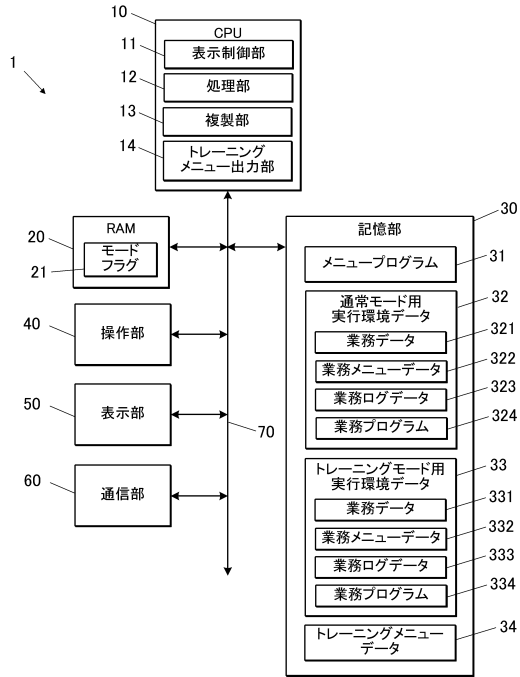 1
10
CPU
11
表示制御部
12
処理部
13
複製部
14
トレーニング
メニュー出力部
20
RAM
21
モード
フラグ
40
操作部
50
表示部
60
通信部
70
30
記憶部
メニュープログラム
31
通常モード用
実行環境データ
32
業務データ
321
業務メニューデータ
322
業務ログデータ
323
業務プログラム
324
トレーニングモード用
実行環境データ
33
業務データ
331
業務メニューデータ
332
業務ログデータ
333
業務プログラム
334
トレーニングメニュー
データ
34